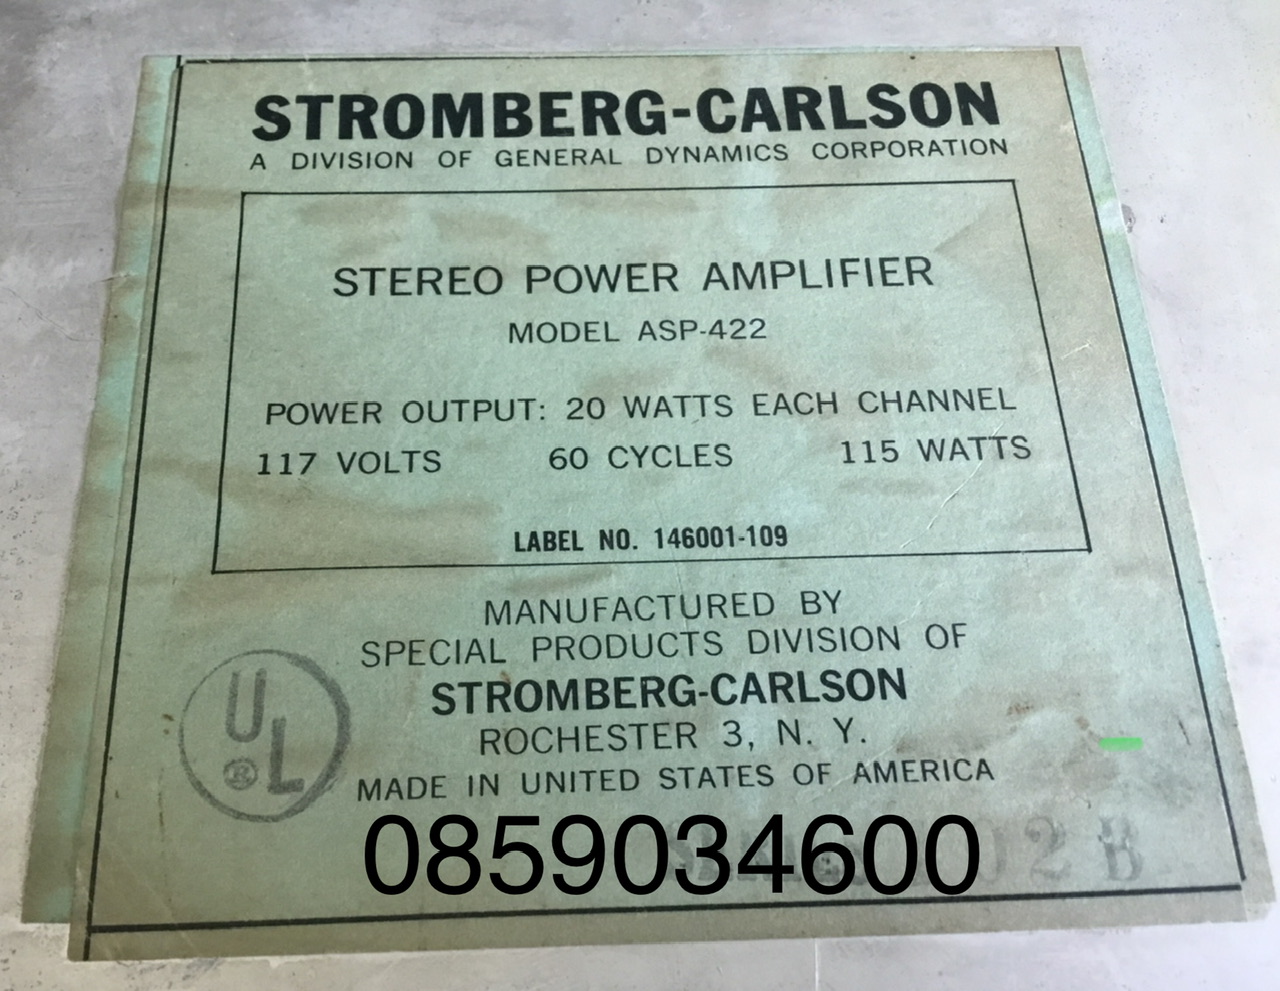 STROMBERG-CARLSON
A DIVISION OF GENERAL DYNAMICS CORPORATION
STEREO POWER AMPLIFIER
MODEL ASP-422
POWER OUTPUT: 20 WATTS EACH CHANNEL
117 VOLTS 60 CYCLES 115 WATTS
LABEL NO. 146001-109
MANUFACTURED BY
SPECIAL PRODUCTS DIVISION OF
STROMBERG-CARLSON
ROCHESTER 3, N. Y.
MADE IN UNITED STATES OF AMERICA
UL
®
0859034600
02 B